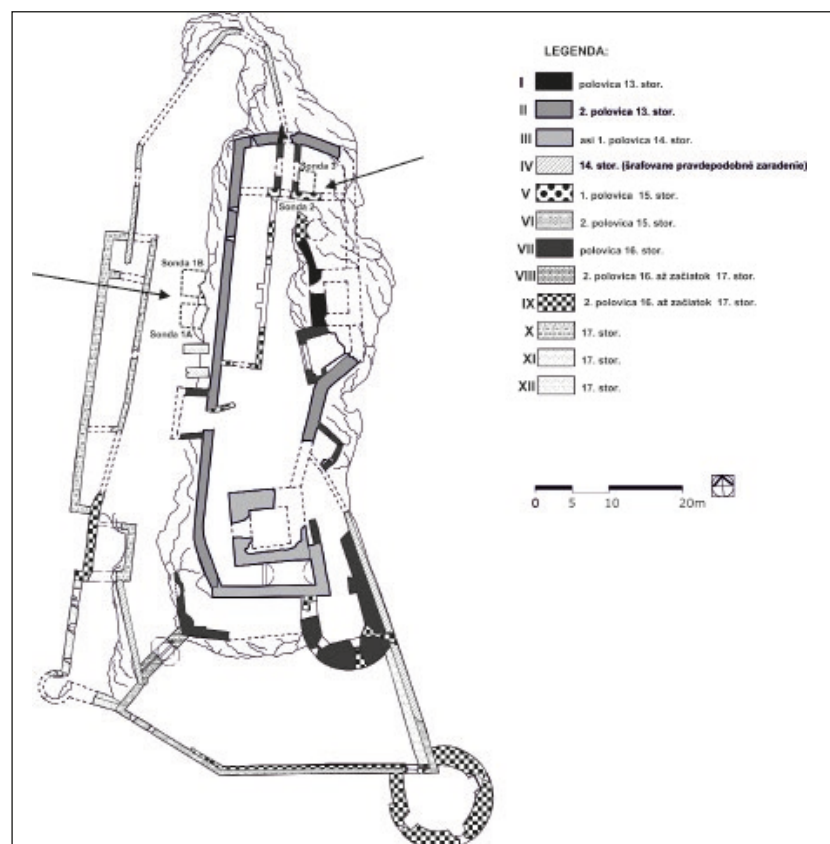 LEGENDA:
I polovica 13. stor.
II 2. polovica 13. stor.
III asi 1. polovica 14. stor.
IV 14. stor. (šrafovane pravdepodobné zaradenie)
V 1. polovica 15. stor.
VI 2. polovica 15. stor.
VII polovica 16. stor.
VIII 2. polovica 16. až začiatok 17. stor.
IX 2. polovica 16. až začiatok 17. stor.
X 17. stor.
XI 17. stor.
XII 17. stor.
0 5 10 20m
Sonda 3
Sonda 2
Sonda 1B
Sonda 1A